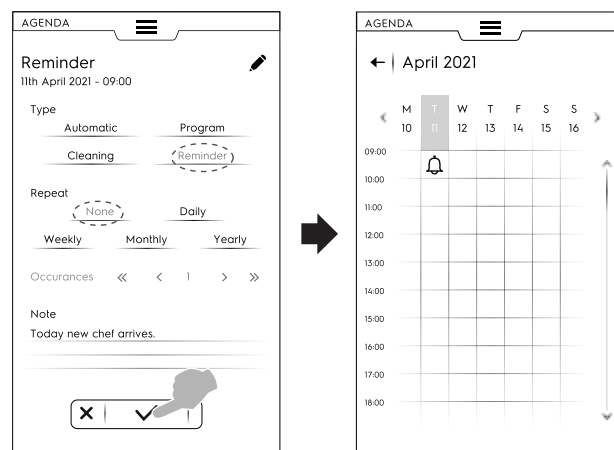 AGENDA
Reminder
11th April 2021 - 09:00
Type
Automatic Program
Cleaning Reminder
Repeat
None Daily
Weekly Monthly Yearly
Occurances << < 1 > >>
Note
Today new chef arrives.
AGENDA
April 2021
M T W T F S S
10 11 12 13 14 15 16
09:00
10:00
11:00
12:00
13:00
14:00
15:00
16:00
17:00
18:00